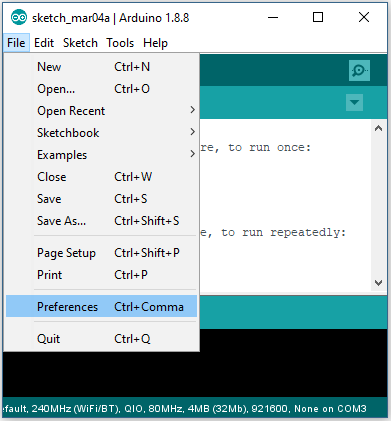 sketch_mar04a | Arduino 1.8.8
File Edit Sketch Tools Help
New Ctrl+N
Open... Ctrl+O
Open Recent
Sketchbook
Examples
Close Ctrl+W
Save Ctrl+S
Save As... Ctrl+Shift+S
Page Setup Ctrl+Shift+P
Print Ctrl+P
Preferences Ctrl+Comma
Quit Ctrl+Q
re, to run once:
e, to run repeatedly:
efault, 240MHz (WiFi/BT), QIO, 80MHz, 4MB (32Mb), 921600, None on COM3